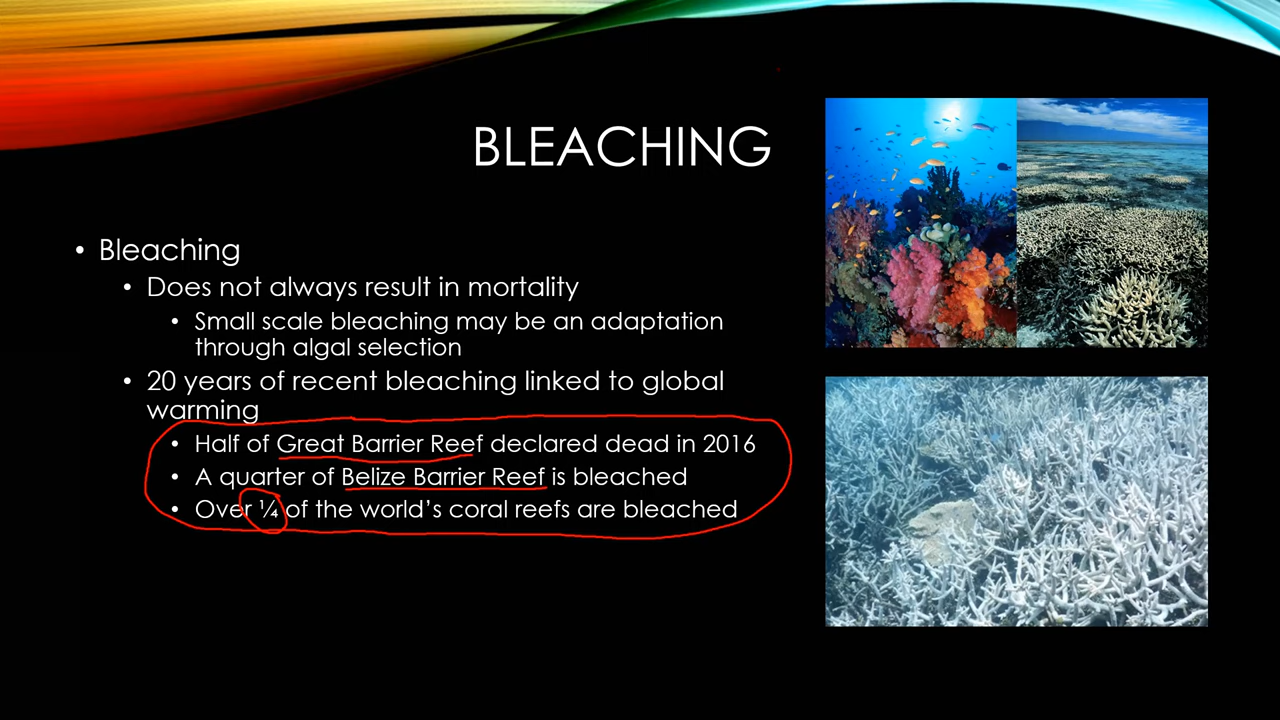 BLEACHING
• Bleaching
• Does not always result in mortality
• Small scale bleaching may be an adaptation
through algal selection
• 20 years of recent bleaching linked to global
warming
• Half of Great Barrier Reef declared dead in 2016
• A quarter of Belize Barrier Reef is bleached
• Over ¼ of the world’s coral reefs are bleached